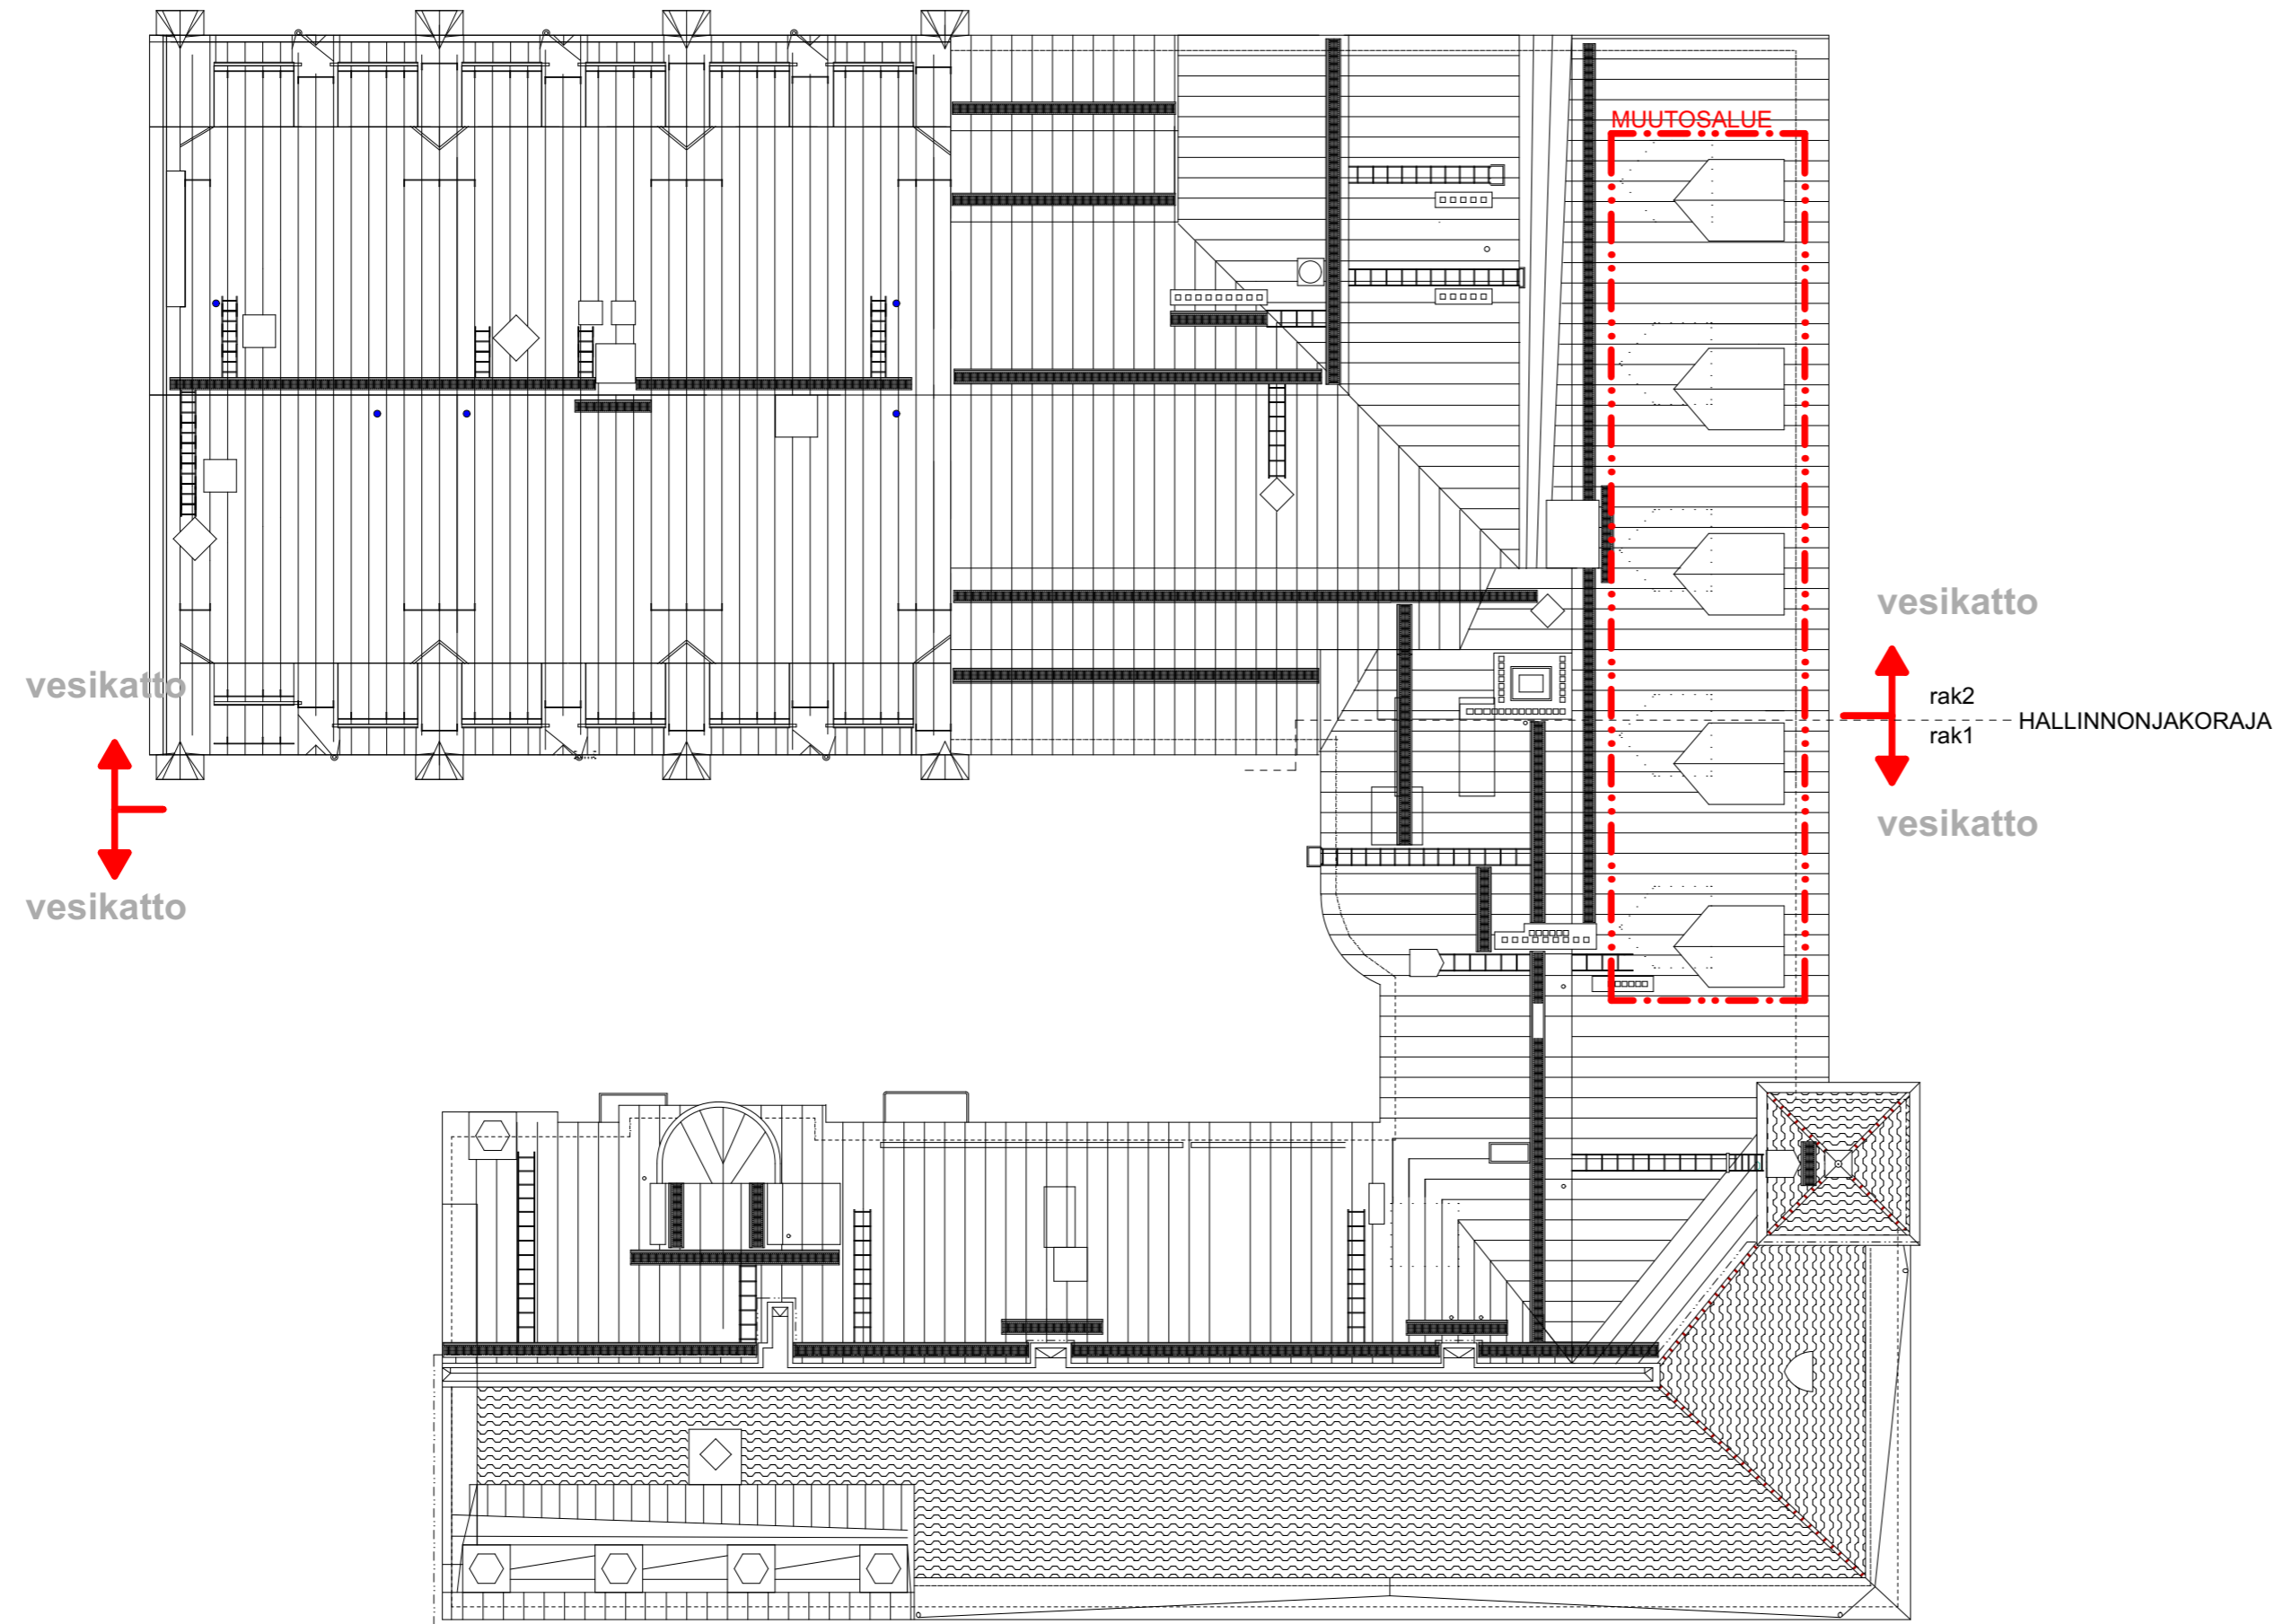 MUUTOSALUE
vesikatto
vesikatto
rak2
HALLINNONJAKORAJA
rak1
vesikatto
vesikatto